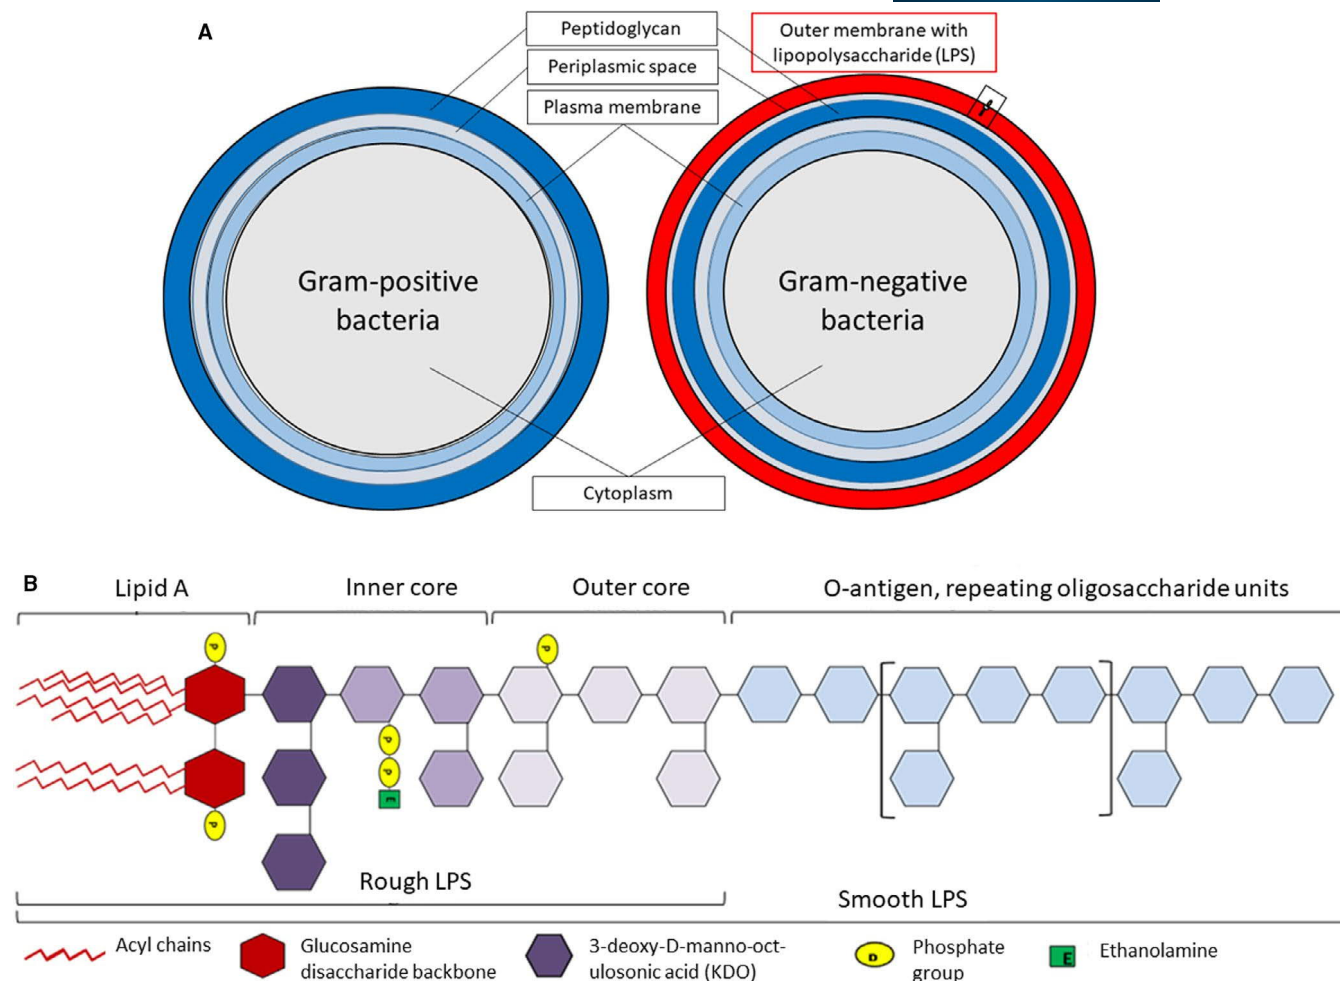 A
Peptidoglycan
Periplasmic space
Plasma membrane
Outer membrane with
lipopolysaccharide (LPS)
Gram-positive
bacteria
Gram-negative
bacteria
Cytoplasm
B
Lipid A
Inner core
Outer core
O-antigen, repeating oligosaccharide units
P
P
P
P
E
P
Rough LPS
Smooth LPS
Acyl chains
Glucosamine
disaccharide backbone
3-deoxy-D-manno-oct-
ulosonic acid (KDO)
D
Phosphate
group
E
Ethanolamine